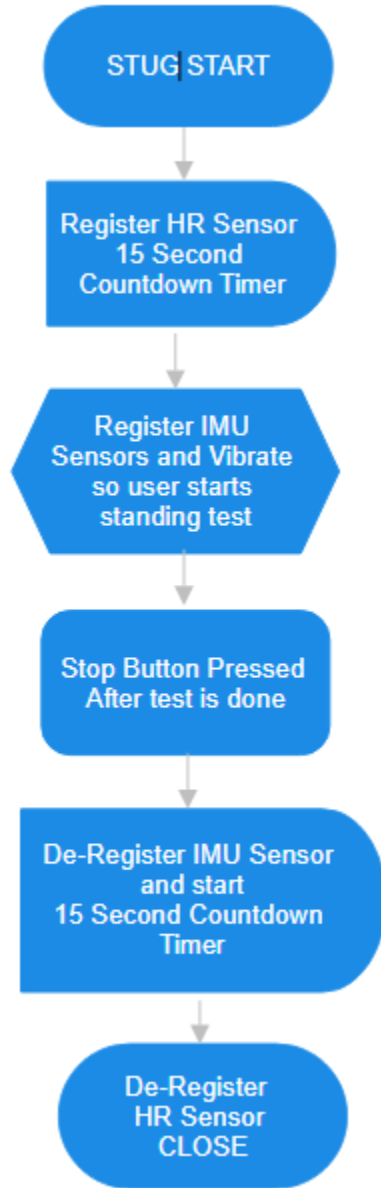 STUG START
Register HR Sensor
15 Second
Countdown Timer
Register IMU
Sensors and Vibrate
so user starts
standing test
Stop Button Pressed
After test is done
De-Register IMU Sensor
and start
15 Second Countdown
Timer
De-Register
HR Sensor
CLOSE